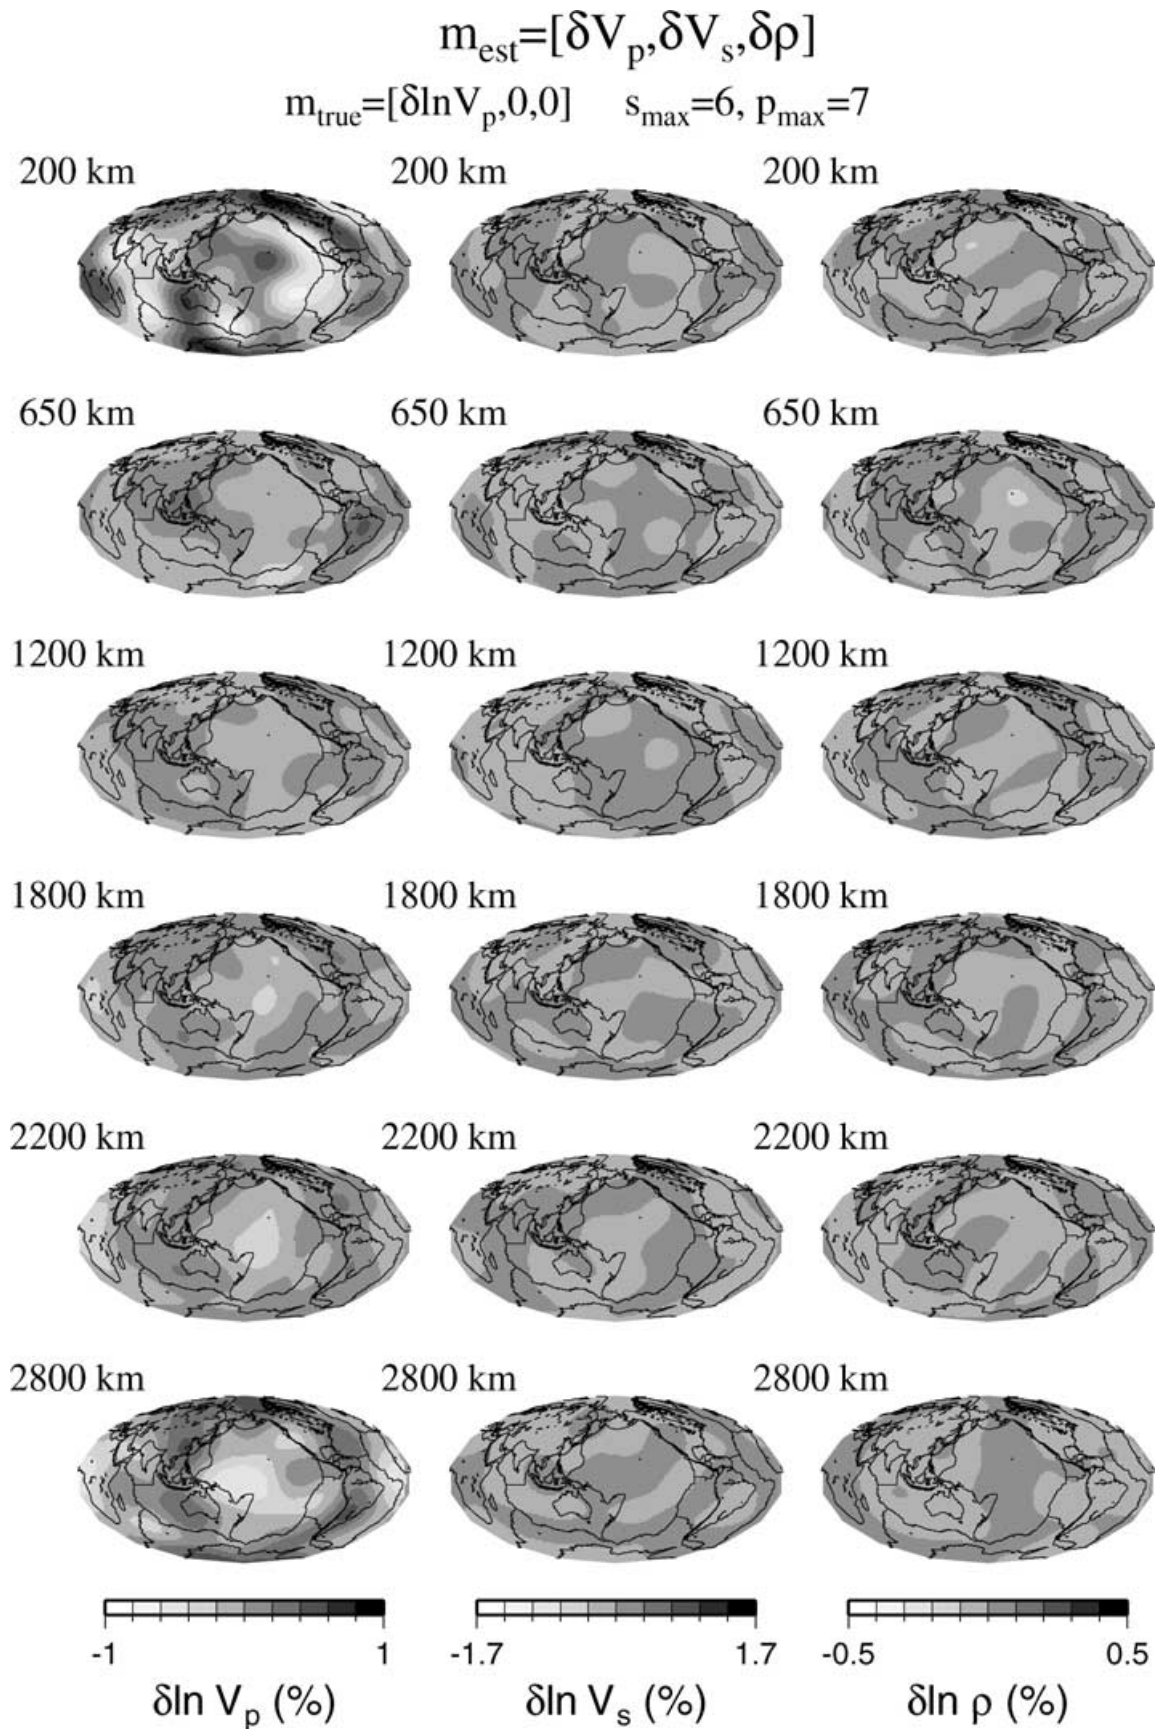 m_est=[δV_p,δV_s,δρ]
m_true=[δlnV_p,0,0] s_max=6, p_max=7
200 km 200 km 200 km
650 km 650 km 650 km
1200 km 1200 km 1200 km
1800 km 1800 km 1800 km
2200 km 2200 km 2200 km
2800 km 2800 km 2800 km
-1 1 -1.7 1.7 -0.5 0.5
δln V_p (%) δln V_s (%) δln ρ (%)